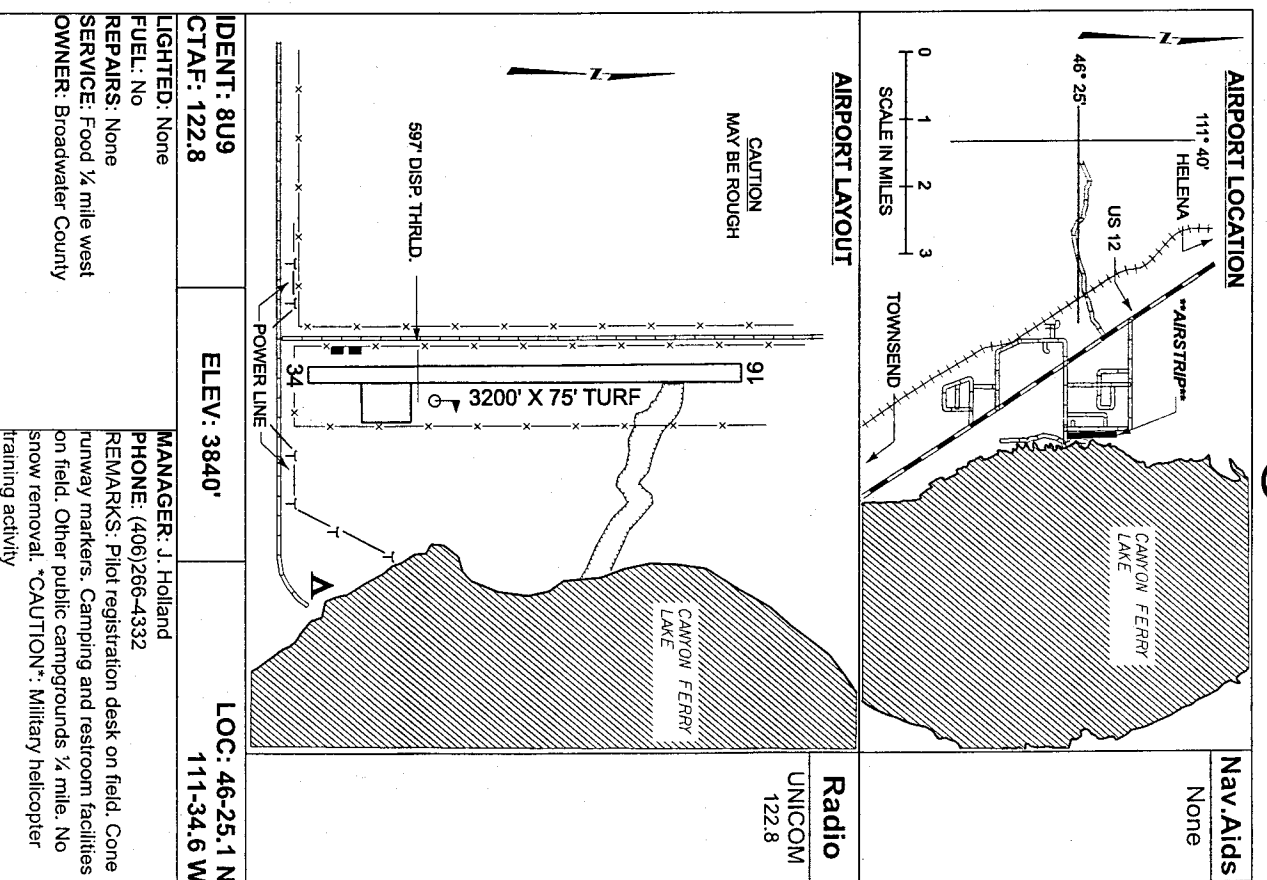 AIRPORT LOCATION
111° 40'
HELENA
46° 25'
US 12
**AIRSTRIP**
N
0 1 2 3
SCALE IN MILES
TOWNSEND
CANYON FERRY
LAKE
Nav.Aids
None
AIRPORT LAYOUT
CAUTION
MAY BE ROUGH
N
597' DISP. THRLD.
16
3200' X 75' TURF
34
POWER LINE
CANYON FERRY
LAKE
Radio
UNICOM
122.8
IDENT: 8U9
CTAF: 122.8
ELEV: 3840'
LOC: 46-25.1 N
111-34.6 W
LIGHTED: None
FUEL: No
REPAIRS: None
SERVICE: Food ¼ mile west
OWNER: Broadwater County
MANAGER: J. Holland
PHONE: (406)266-4332
REMARKS: Pilot registration desk on field. Cone
runway markers. Camping and restroom facilities
on field. Other public campgrounds ¼ mile. No
snow removal. *CAUTION*: Military helicopter
training activity